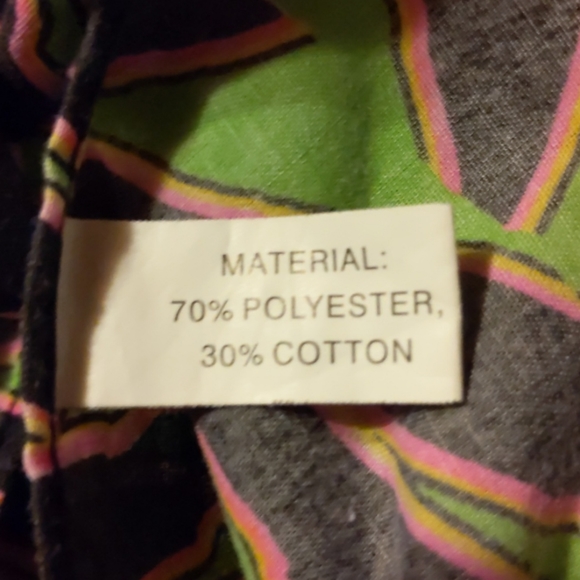 MATERIAL:
70% POLYESTER,
30% COTTON